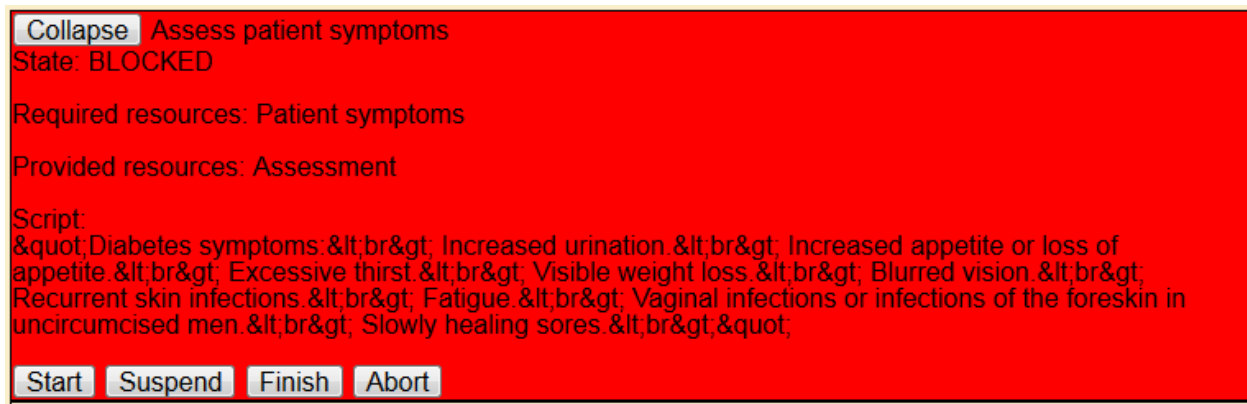 Collapse Assess patient symptoms
State: BLOCKED
Required resources: Patient symptoms
Provided resources: Assessment
Script:
&quot;Diabetes symptoms:&lt;br&gt; Increased urination.&lt;br&gt; Increased appetite or loss of
appetite.&lt;br&gt; Excessive thirst.&lt;br&gt; Visible weight loss.&lt;br&gt; Blurred vision.&lt;br&gt;
Recurrent skin infections.&lt;br&gt; Fatigue.&lt;br&gt; Vaginal infections or infections of the foreskin in
uncircumcised men.&lt;br&gt; Slowly healing sores.&lt;br&gt;&quot;
Start Suspend Finish Abort